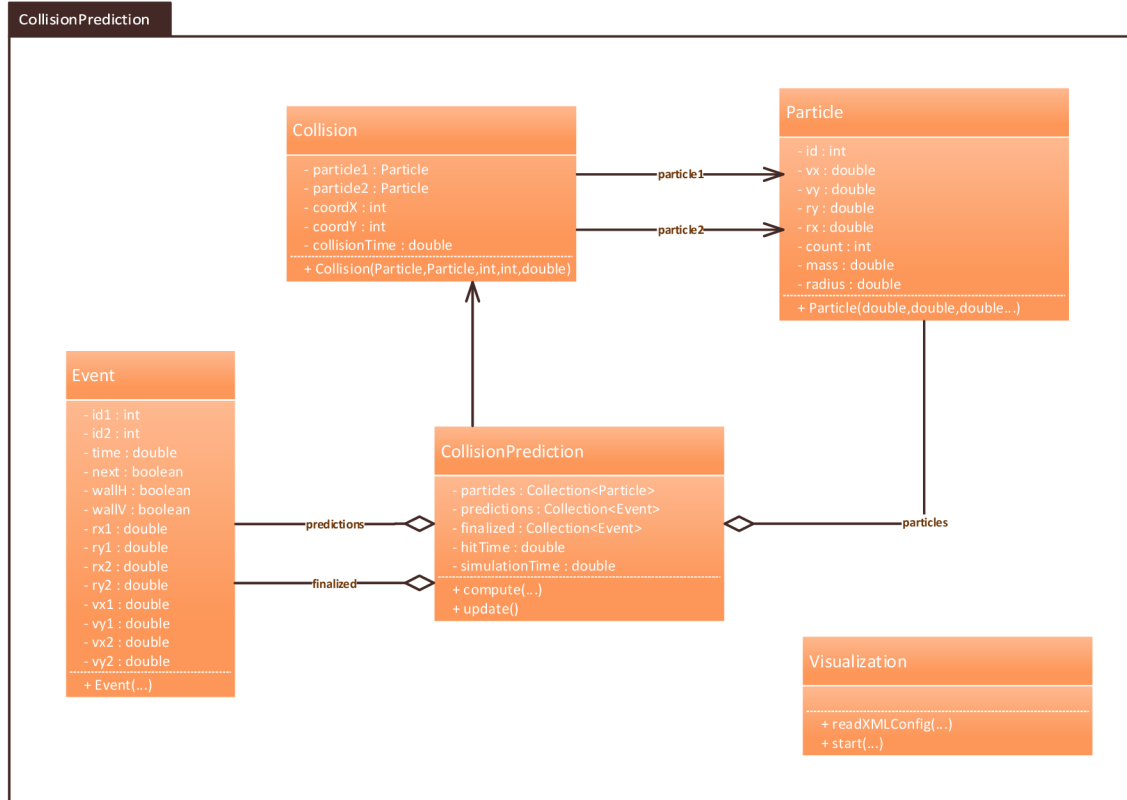 CollisionPrediction
Collision
- particle1 : Particle
- particle2 : Particle
- coordX : int
- coordY : int
- collisionTime : double
+ Collision(Particle,Particle,int,int,double)
particle1
particle2
Particle
- id : int
- vx : double
- vy : double
- ry : double
- rx : double
- count : int
- mass : double
- radius : double
+ Particle(double,double,double...)
Event
- id1 : int
- id2 : int
- time : double
- next : boolean
- wallH : boolean
- wallV : boolean
- rx1 : double
- ry1 : double
- rx2 : double
- ry2 : double
- vx1 : double
- vy1 : double
- vx2 : double
- vy2 : double
+ Event(...)
predictions
finalized
CollisionPrediction
- particles : Collection<Particle>
- predictions : Collection<Event>
- finalized : Collection<Event>
- hitTime : double
- simulationTime : double
+ compute(...)
+ update()
particles
Visualization
+ readXMLConfig(...)
+ start(...)